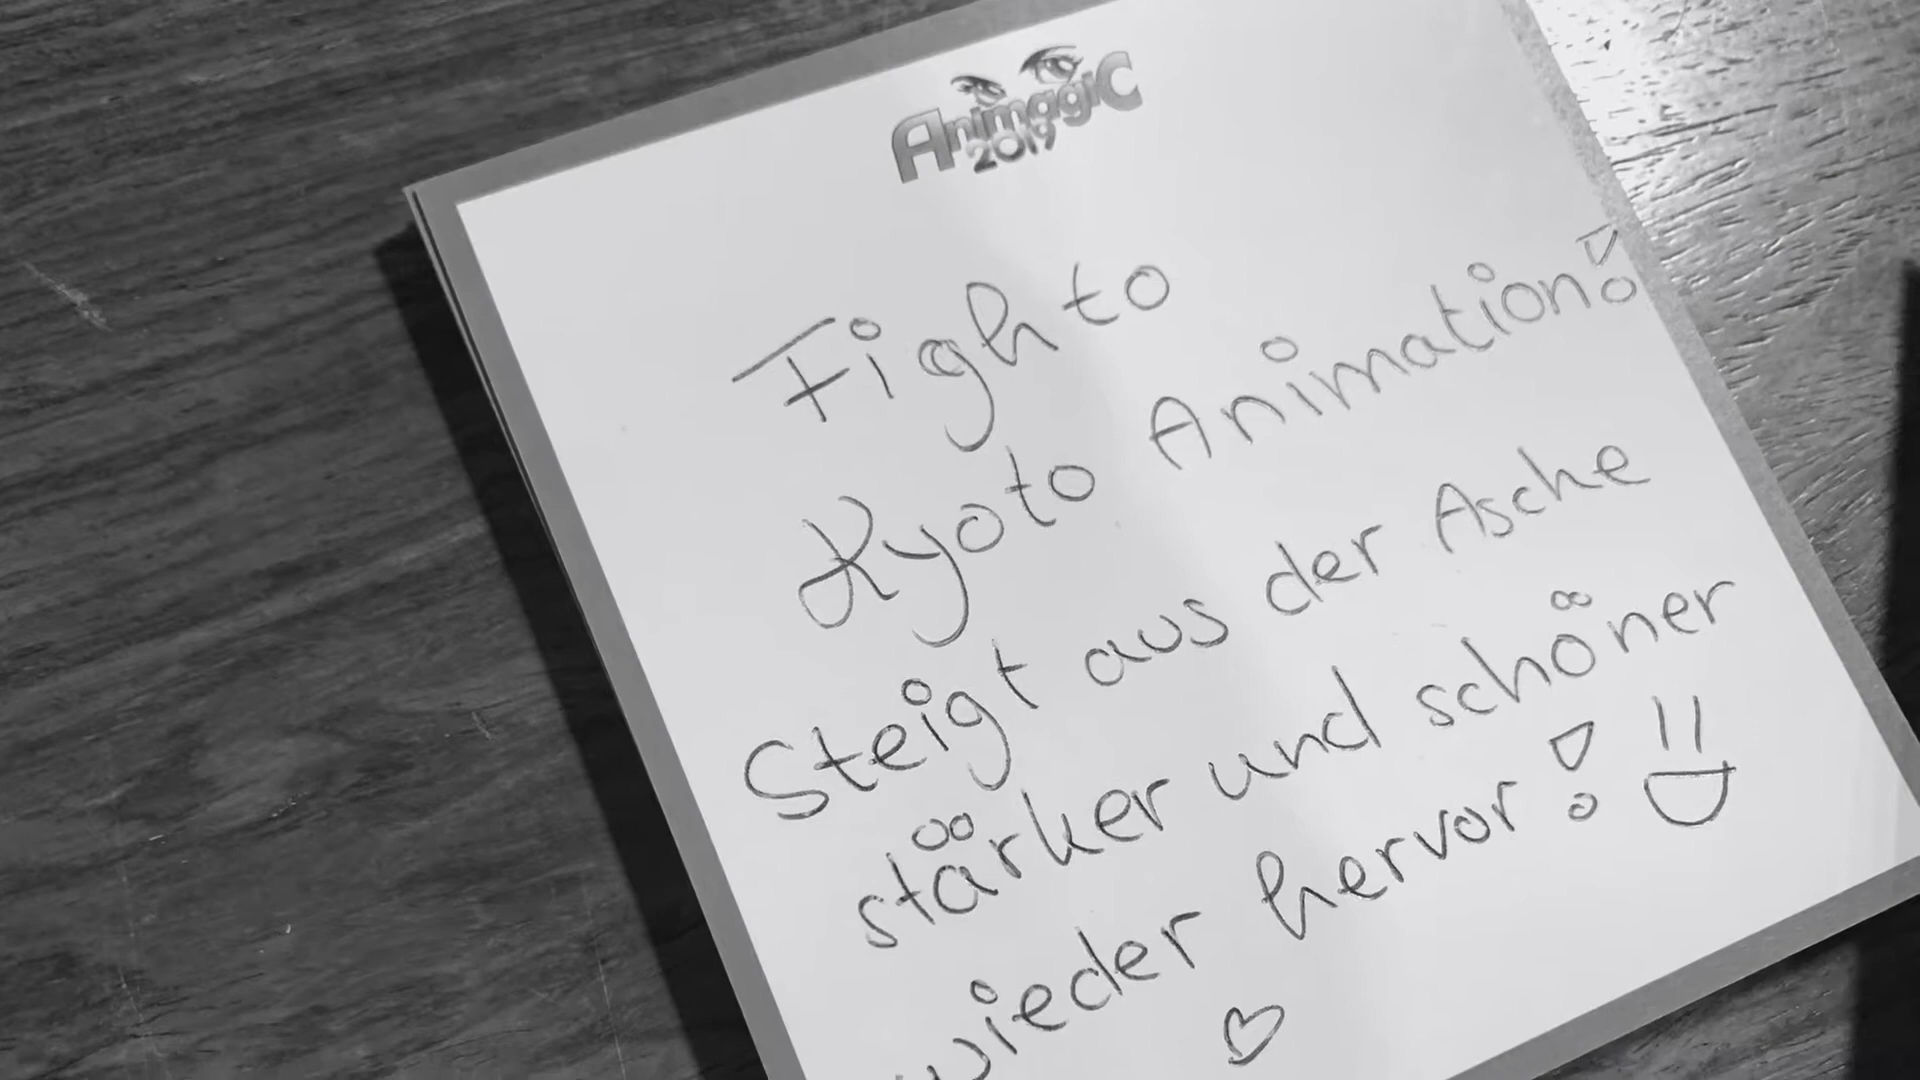 AnimagiC
2019
Fighto
Kyoto Animation!
Steigt aus der Asche
stärker und schöner
wieder hervor!